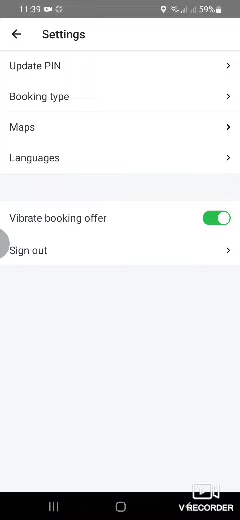 11:39 59%
Settings
Update PIN
Booking type
Maps
Languages
Vibrate booking offer
Sign out
V RECORDER